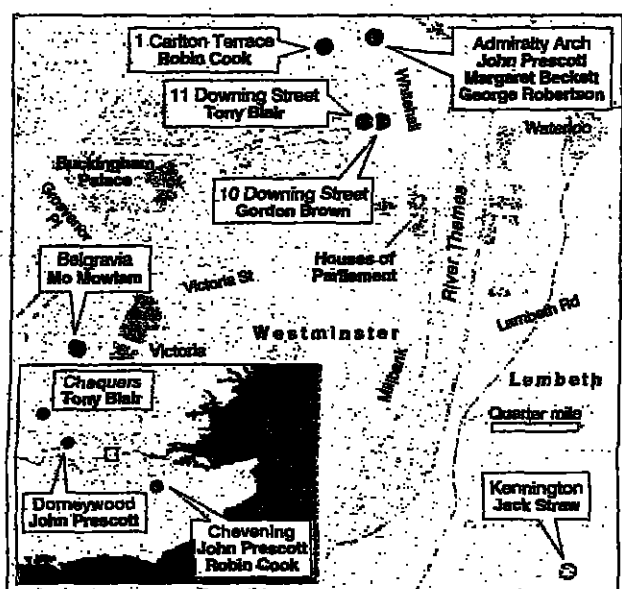 1 Carlton Terrace
Robin Cook
Admiralty Arch
John Prescott
Margaret Beckett
George Robertson
11 Downing Street
Tony Blair
Whitehall
Waterloo
Buckingham
Palace
10 Downing Street
Gordon Brown
Grosvenor
Pl
Houses of
Parliament
River Thames
Belgravia
Mo Mowlam
Victoria St
Lambeth Rd
Westminster
Victoria
Millbank
Lambeth
Chequers
Tony Blair
Quarter mile
Dorneywood
John Prescott
Chevening
John Prescott
Robin Cook
Kennington
Jack Straw